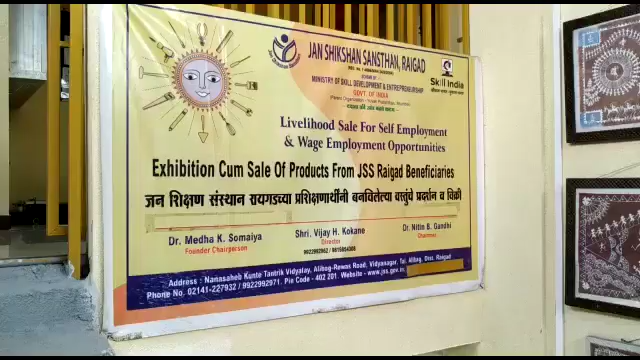 JAN SHIKSHAN SANSTHAN, RAIGAD
MINISTRY OF SKILL DEVELOPMENT & ENTREPRENEURSHIP
GOVT. OF INDIA
Skill India
Livelihood Sale For Self Employment
& Wage Employment Opportunities
Exhibition Cum Sale Of Products From JSS Raigad Beneficiaries
जन शिक्षण संस्थान रायगडच्या प्रशिक्षणार्थींनी बनविलेल्या वस्तुंचे प्रदर्शन व विक्री
Dr. Medha K. Somaiya
Founder Chairperson
Shri. Vijay H. Kokane
Director
Dr. Nitin B. Gandhi
Chairman
Address : Nanasaheb Kunte Tantrik Vidyalay, Alibag-Rewas Road, Vidyanagar, Tal. Alibag, Dist. Raigad
Phone No. 02141-227932 / 9922992971. Pin Code - 402 201. Website - www.jss.gov.in